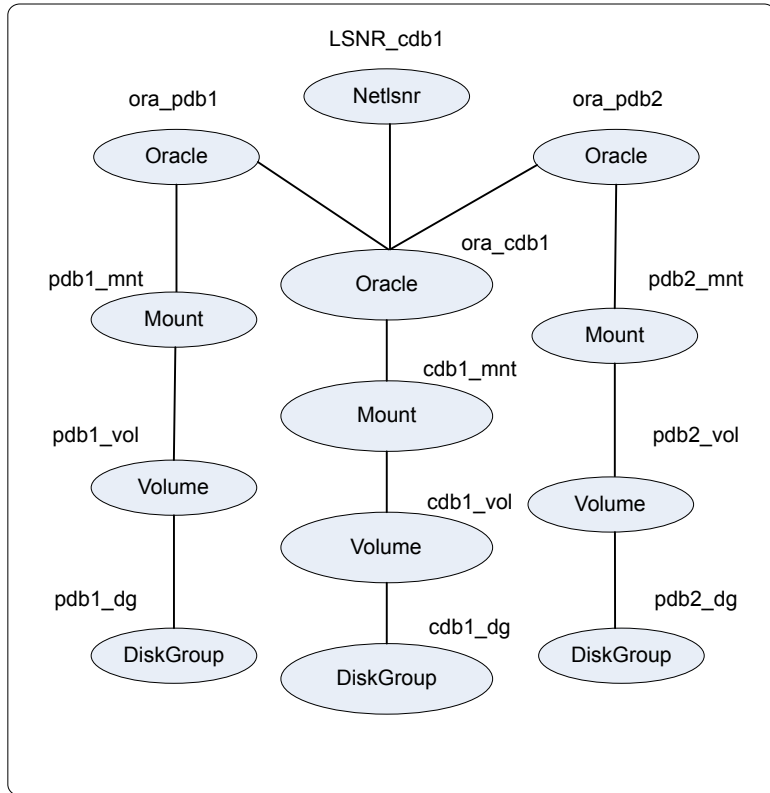 LSNR_cdb1
Netlsnr
ora_pdb1
ora_pdb2
Oracle
Oracle
ora_cdb1
Oracle
pdb1_mnt
pdb2_mnt
Mount
Mount
cdb1_mnt
Mount
pdb1_vol
pdb2_vol
Volume
cdb1_vol
Volume
Volume
pdb1_dg
pdb2_dg
cdb1_dg
DiskGroup
DiskGroup
DiskGroup